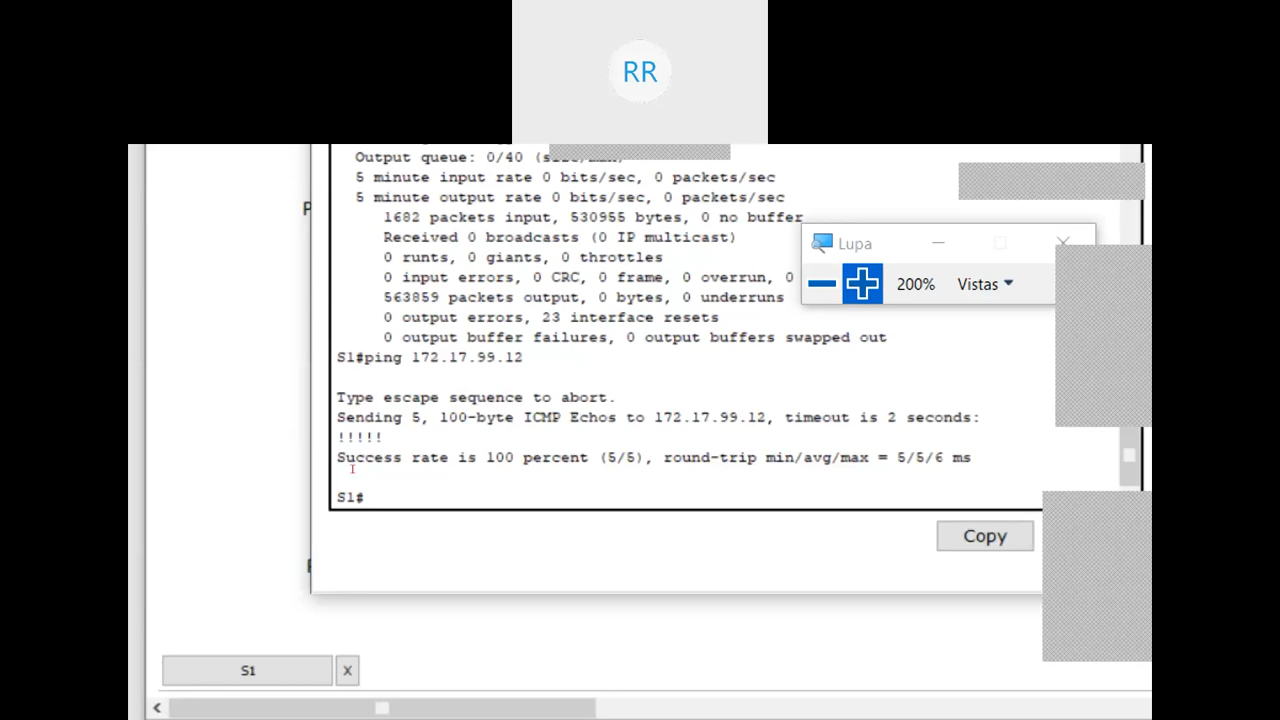 RR
Output queue: 0/40
P
5 minute input rate 0 bits/sec, 0 packets/sec
5 minute output rate 0 bits/sec, 0 packets/sec
1682 packets input, 530955 bytes, 0 no buffer
Received 0 broadcasts (0 IP multicast)
Lupa
0 runts, 0 giants, 0 throttles
0 input errors, 0 CRC, 0 frame, 0 overrun, 0
200% Vistas
563859 packets output, 0 bytes, 0 underruns
0 output errors, 23 interface resets
0 output buffer failures, 0 output buffers swapped out
S1#ping 172.17.99.12
Type escape sequence to abort.
Sending 5, 100-byte ICMP Echos to 172.17.99.12, timeout is 2 seconds:
!!!!!
Success rate is 100 percent (5/5), round-trip min/avg/max = 5/5/6 ms
S1#
Copy
S1 x